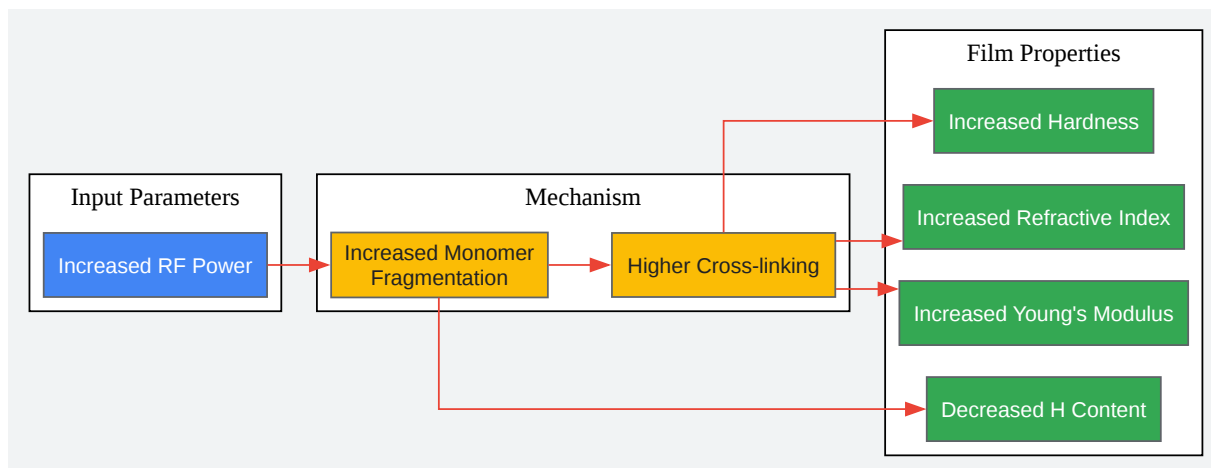 Input Parameters
Increased RF Power
Mechanism
Increased Monomer
Fragmentation
Higher Cross-linking
Film Properties
Increased Hardness
Increased Refractive Index
Increased Young's Modulus
Decreased H Content